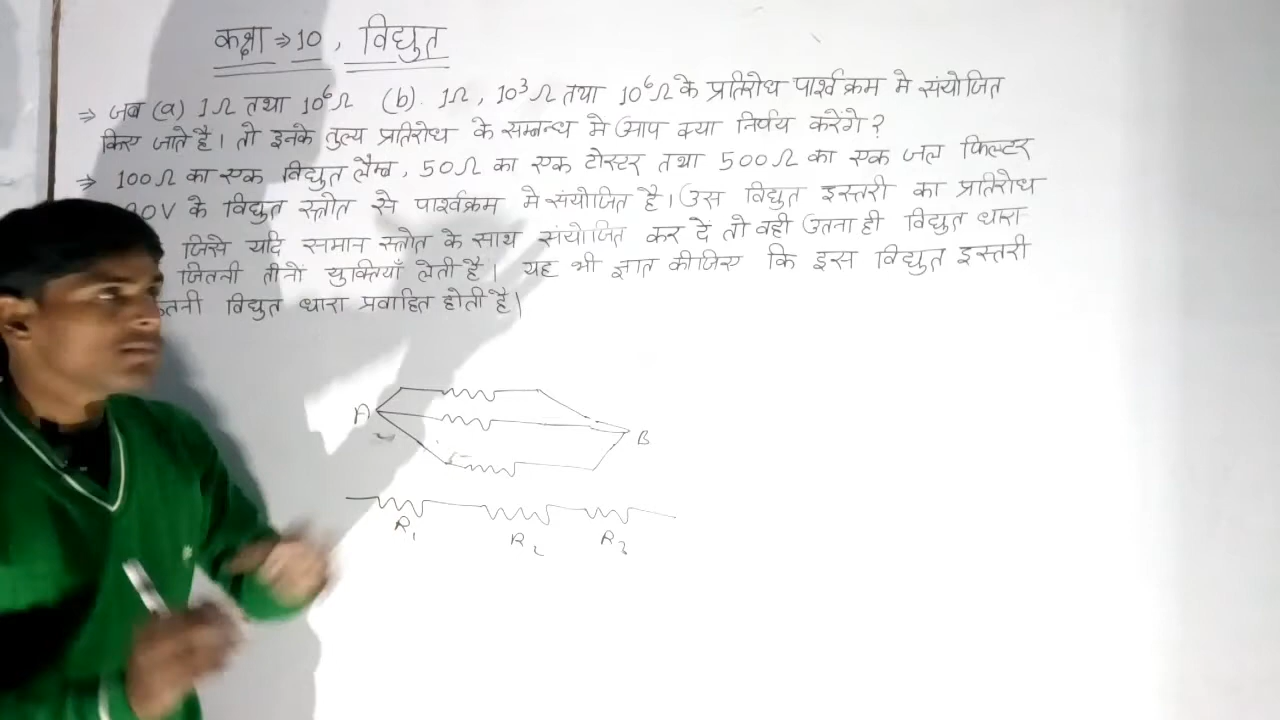 कक्षा ⇒ 10 , विद्युत
⇒ जब (a) 1Ω तथा 10⁶Ω (b). 1Ω , 10³Ω तथा 10⁶Ω के प्रतिरोध पार्श्वक्रम मे संयोजित
किए जाते है। तो इनके तुल्य प्रतिरोध के सम्बन्ध मे आप क्या निर्णय करेंगे ?
⇒ 100Ω का एक विद्युत लैम्ब , 50Ω का एक टोस्टर तथा 500Ω का एक जल फिल्टर
के विद्युत स्त्रोत से पार्श्वक्रम मे संयोजित है। उस विद्युत इस्तरी का प्रतिरोध
जिसे यदि समान स्त्रोत के साथ संयोजित कर दें तो वही उतना ही विद्युत धारा
जितनी तीनों युक्तियाँ लेती है। यह भी ज्ञात कीजिए कि इस विद्युत इस्तरी
विद्युत धारा प्रवाहित होती है।
A B
R₁ R₂ R₃